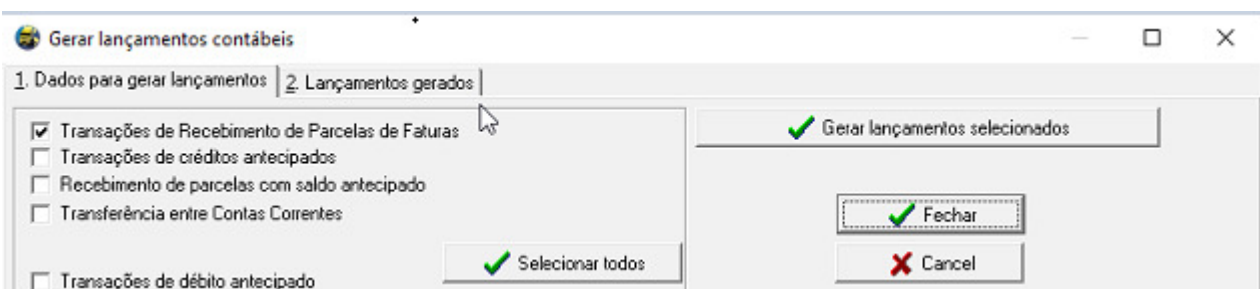 Gerar lançamentos contábeis
1. Dados para gerar lançamentos
2. Lançamentos gerados
Transações de Recebimento de Parcelas de Faturas
Transações de créditos antecipados
Recebimento de parcelas com saldo antecipado
Transferência entre Contas Correntes
Selecionar todos
Transações de débito antecipado
Gerar lançamentos selecionados
Fechar
Cancel